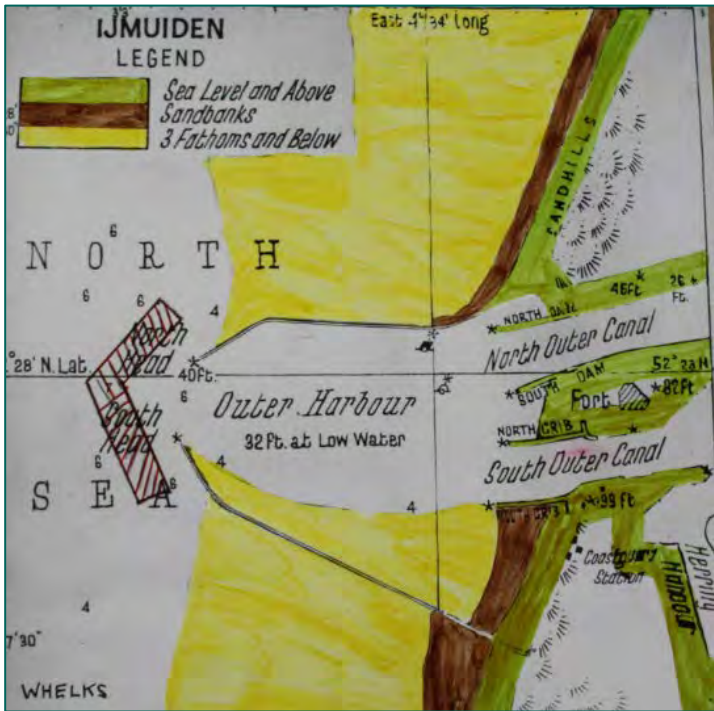 IJMUIDEN
LEGEND
Sea Level and Above
Sandbanks
3 Fathoms and Below
East 4°34' Long
SANDHILLS
NORTH
6
6
6
4
North Head
NORTH DAM
46ft
26 Ft.
North Outer Canal
28' N. Lat.
40Ft.
SOUTH DAM
52° 28
82ft
Fort
6
South Head
Outer Harbour
32 Ft. at Low Water
NORTH CRIB
South Outer Canal
6
4
6
SEA
4
SOUTH CRIB
99 ft
Coastguard Station
Herring Harbour
4
7'30"
WHELKS